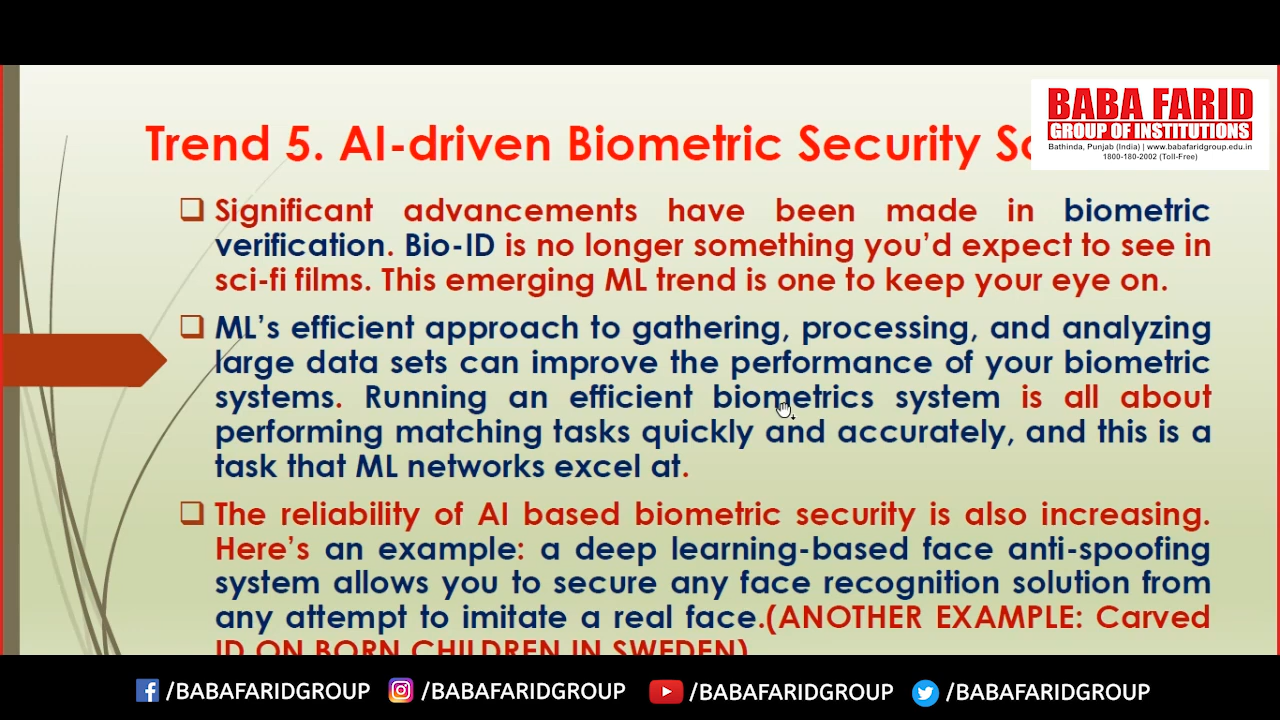 BABA FARID
GROUP OF INSTITUTIONS
Bathinda, Punjab (India) | www.babafaridgroup.edu.in
1800-180-2002 (Toll-Free)
Trend 5. AI-driven Biometric Security
Significant advancements have been made in biometric
verification. Bio-ID is no longer something you’d expect to see in
sci-fi films. This emerging ML trend is one to keep your eye on.
ML’s efficient approach to gathering, processing, and analyzing
large data sets can improve the performance of your biometric
systems. Running an efficient biometrics system is all about
performing matching tasks quickly and accurately, and this is a
task that ML networks excel at.
The reliability of AI based biometric security is also increasing.
Here’s an example: a deep learning-based face anti-spoofing
system allows you to secure any face recognition solution from
any attempt to imitate a real face.(ANOTHER EXAMPLE: Carved
ID ON BORN CHILDREN IN SWEDEN)
/BABAFARIDGROUP /BABAFARIDGROUP /BABAFARIDGROUP /BABAFARIDGROUP